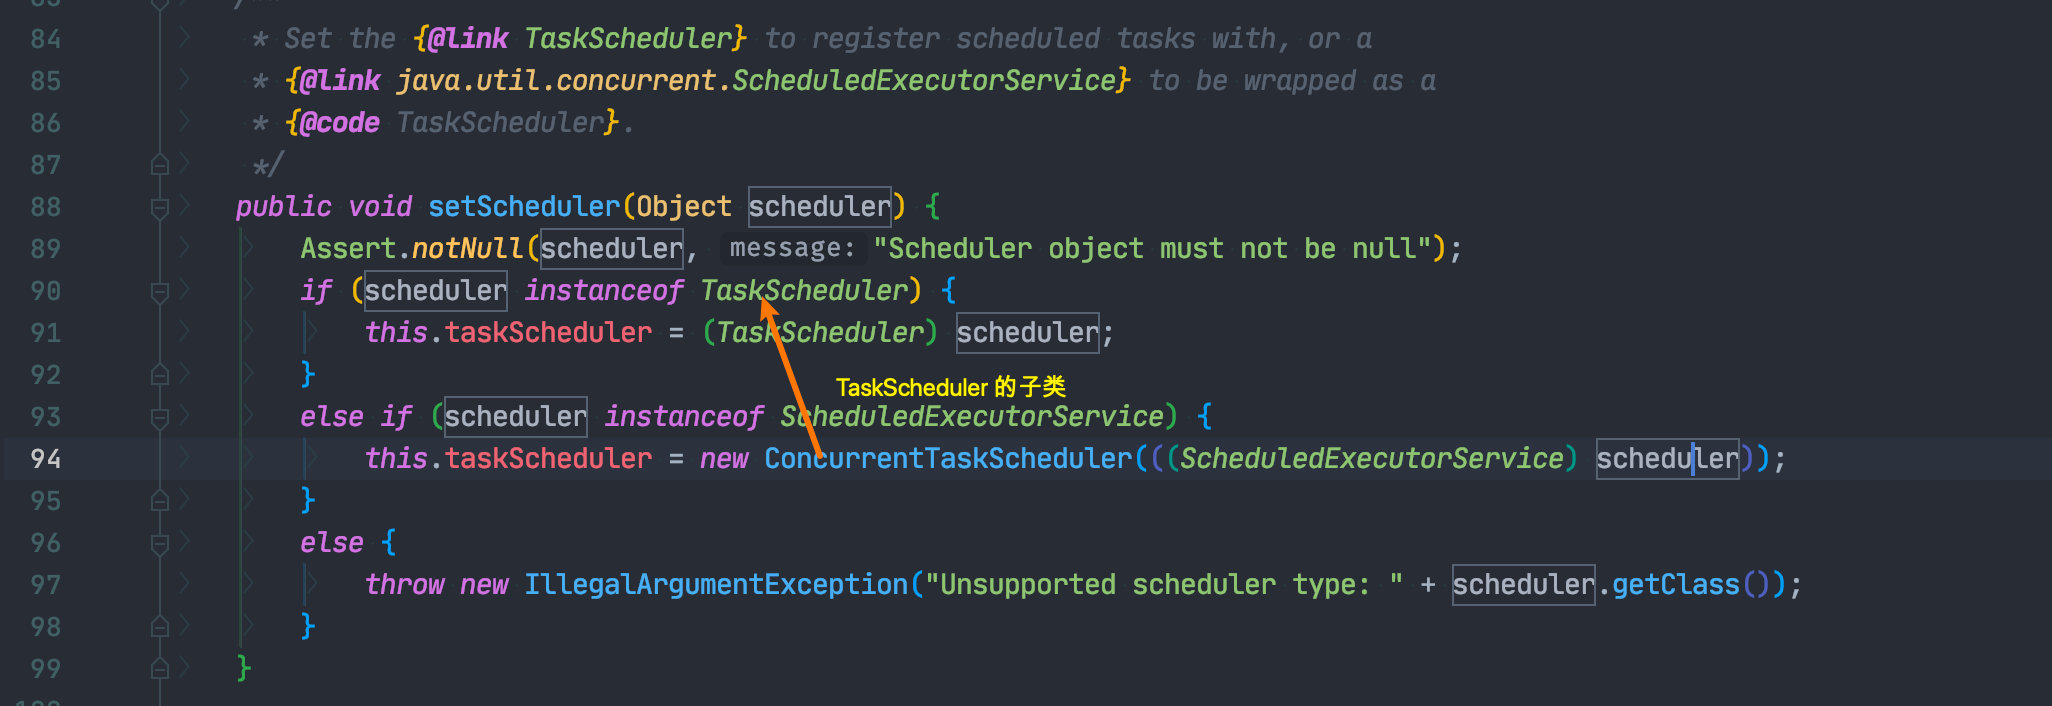 /**
84 * Set the {@link TaskScheduler} to register scheduled tasks with, or a
85 * {@link java.util.concurrent.ScheduledExecutorService} to be wrapped as a
86 * {@code TaskScheduler}.
87 */
88 public void setScheduler(Object scheduler) {
89 Assert.notNull(scheduler, message: "Scheduler object must not be null");
90 if (scheduler instanceof TaskScheduler) {
91 this.taskScheduler = (TaskScheduler) scheduler;
92 }
TaskScheduler 的子类
93 else if (scheduler instanceof ScheduledExecutorService) {
94 this.taskScheduler = new ConcurrentTaskScheduler(((ScheduledExecutorService) scheduler));
95 }
96 else {
97 throw new IllegalArgumentException("Unsupported scheduler type: " + scheduler.getClass());
98 }
99 }